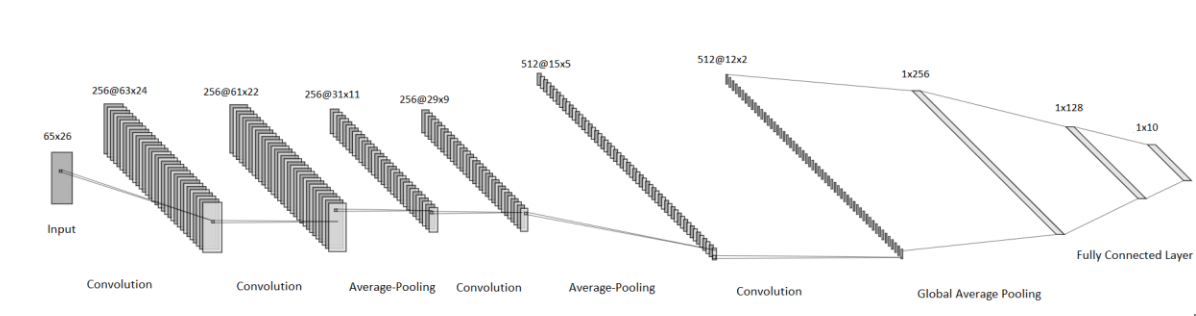 65x26
256@63x24
256@61x22
256@31x11
256@29x9
512@15x5
512@12x2
1x256
1x128
1x10
Input
Convolution
Convolution
Average-Pooling
Convolution
Average-Pooling
Convolution
Global Average Pooling
Fully Connected Layer